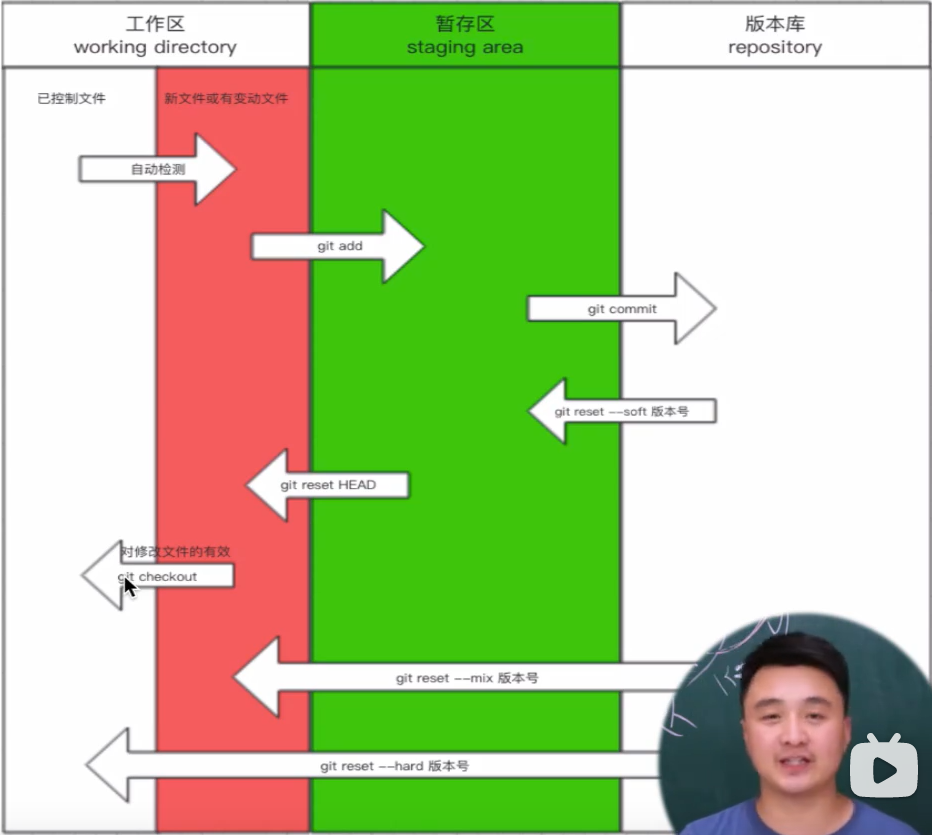 工作区
working directory
暂存区
staging area
版本库
repository
已控制文件
新文件或有变动文件
自动检测
git add
git commit
git reset --soft 版本号
git reset HEAD
对修改文件的有效
git checkout
git reset --mix 版本号
git reset --hard 版本号